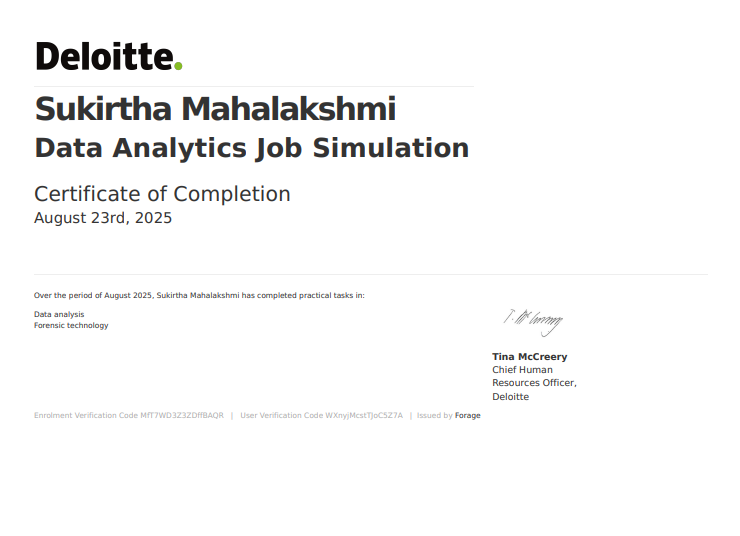 Deloitte.
Sukirtha Mahalakshmi
Data Analytics Job Simulation
Certificate of Completion
August 23rd, 2025
Over the period of August 2025, Sukirtha Mahalakshmi has completed practical tasks in:
Data analysis
Forensic technology
Tina McCreery
Chief Human
Resources Officer,
Deloitte
Enrolment Verification Code MfT7WD3Z3ZDffBAQR | User Verification Code WXnyjMcstTJoC5Z7A | Issued by Forage